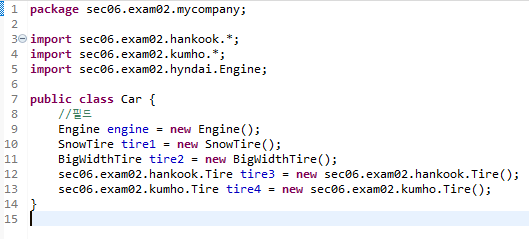 1 package sec06.exam02.mycompany;
2
3 import sec06.exam02.hankook.*;
4 import sec06.exam02.kumho.*;
5 import sec06.exam02.hyndai.Engine;
6
7 public class Car {
8 //필드
9 Engine engine = new Engine();
10 SnowTire tire1 = new SnowTire();
11 BigWidthTire tire2 = new BigWidthTire();
12 sec06.exam02.hankook.Tire tire3 = new sec06.exam02.hankook.Tire();
13 sec06.exam02.kumho.Tire tire4 = new sec06.exam02.kumho.Tire();
14 }
15